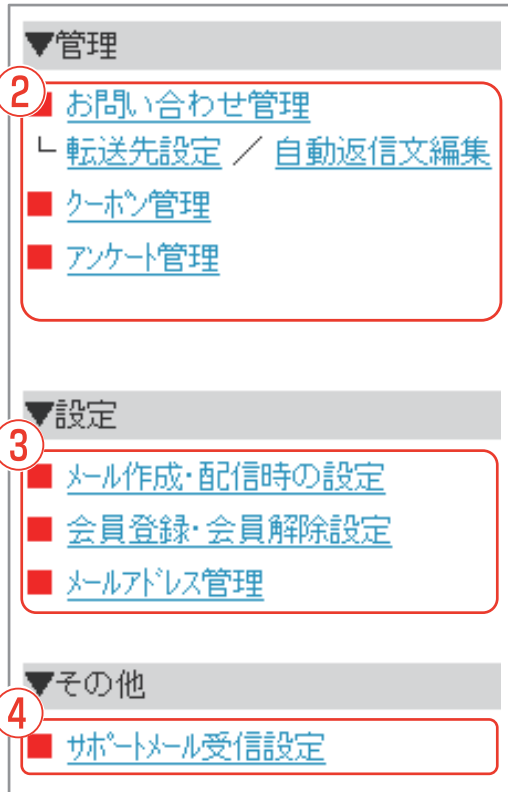 ▼管理
②
■ お問い合わせ管理
└ 転送先設定 ／ 自動返信文編集
■ クーポン管理
■ アンケート管理
▼設定
③
■ メール作成・配信時の設定
■ 会員登録・会員解除設定
■ メールアドレス管理
▼その他
④
■ サポートメール受信設定